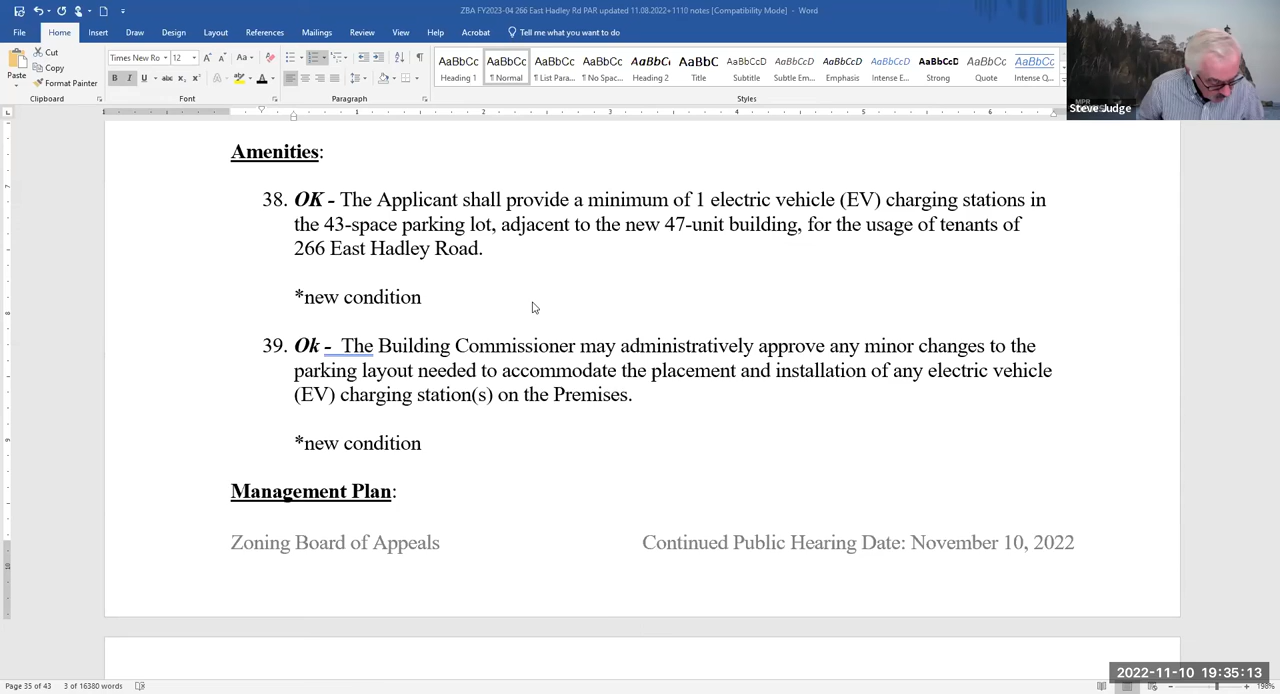 ZBA FY2023-04 266 East Hadley Rd PAR updated 11.08.2022+1110 notes [Compatibility Mode] - Word
File Home Insert Draw Design Layout References Mailings Review View Help Acrobat Tell me what you want to do
Paste
Cut
Copy
Format Painter
Times New Ro 12
AaBbCc AaBbCc AaBbCc AaBbCc AaBbCc AaBbC AaBbCcD AaBbCcD AaBbCcD AaBbCcD AaBbCcD AaBbCc AaBbCc
Heading 1 ¶ Normal ¶ List Para... ¶ No Spac... Heading 2 Title Subtitle Subtle Em... Emphasis Intense E... Strong Quote Intense Q...
Clipboard Font Paragraph Styles
Steve Judge
Amenities:
38. OK - The Applicant shall provide a minimum of 1 electric vehicle (EV) charging stations in
the 43-space parking lot, adjacent to the new 47-unit building, for the usage of tenants of
266 East Hadley Road.
*new condition
39. Ok - The Building Commissioner may administratively approve any minor changes to the
parking layout needed to accommodate the placement and installation of any electric vehicle
(EV) charging station(s) on the Premises.
*new condition
Management Plan:
Zoning Board of Appeals Continued Public Hearing Date: November 10, 2022
2022-11-10 19:35:13
Page 35 of 43 3 of 16380 words 198%